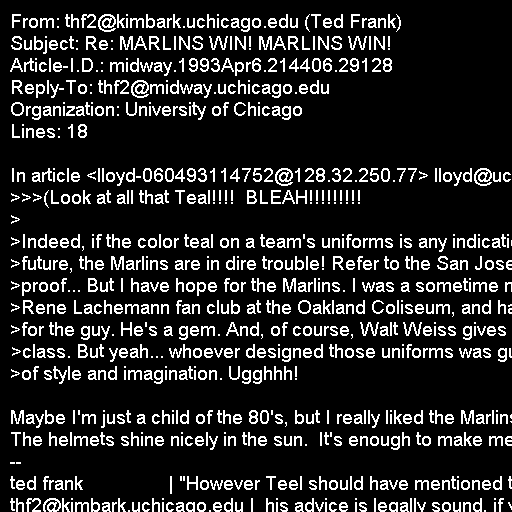 From: thf2@kimbark.uchicago.edu (Ted Frank)
Subject: Re: MARLINS WIN! MARLINS WIN!
Article-I.D.: midway.1993Apr6.214406.29128
Reply-To: thf2@midway.uchicago.edu
Organization: University of Chicago
Lines: 18

In article <lloyd-060493114752@128.32.250.77> lloyd@uc
>>>(Look at all that Teal!!!!  BLEAH!!!!!!!!!
>
>Indeed, if the color teal on a team's uniforms is any indicati
>future, the Marlins are in dire trouble! Refer to the San Jose
>proof... But I have hope for the Marlins. I was a sometime
>Rene Lachemann fan club at the Oakland Coliseum, and ha
>for the guy. He's a gem. And, of course, Walt Weiss gives
>class. But yeah... whoever designed those uniforms was gu
>of style and imagination. Ugghhh!

Maybe I'm just a child of the 80's, but I really liked the Marlins
The helmets shine nicely in the sun.  It's enough to make me
--
ted frank                | "However Teel should have mentioned t
thf2@kimbark.uchicago.edu |  his advice is legally sound, if